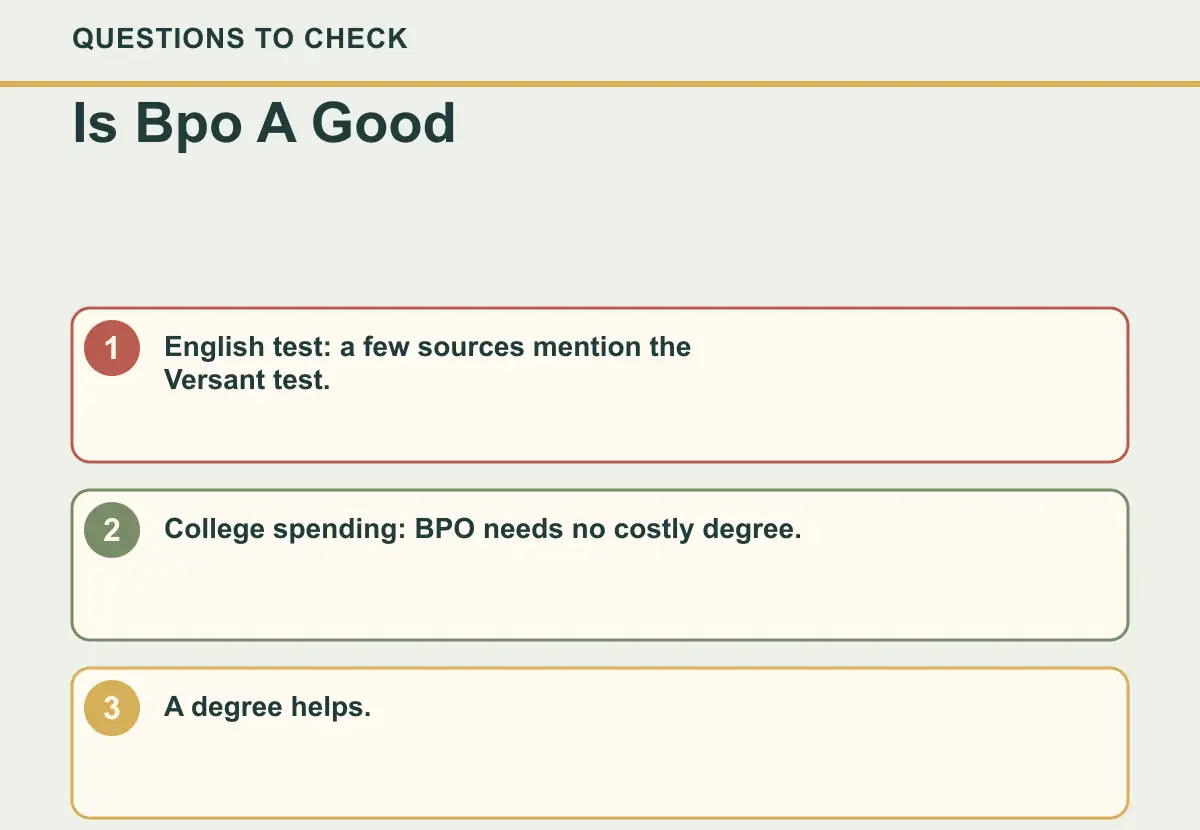 QUESTIONS TO CHECK
Is Bpo A Good
1
English test: a few sources mention the
Versant test.
2
College spending: BPO needs no costly degree.
3
A degree helps.